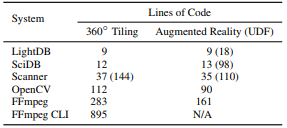 System Lines of Code
360° Tiling Augmented Reality (UDF)
LightDB 9 9 (18)
SciDB 12 13 (98)
Scanner 37 (144) 35 (110)
OpenCV 112 90
FFmpeg 283 161
FFmpeg CLI 895 N/A